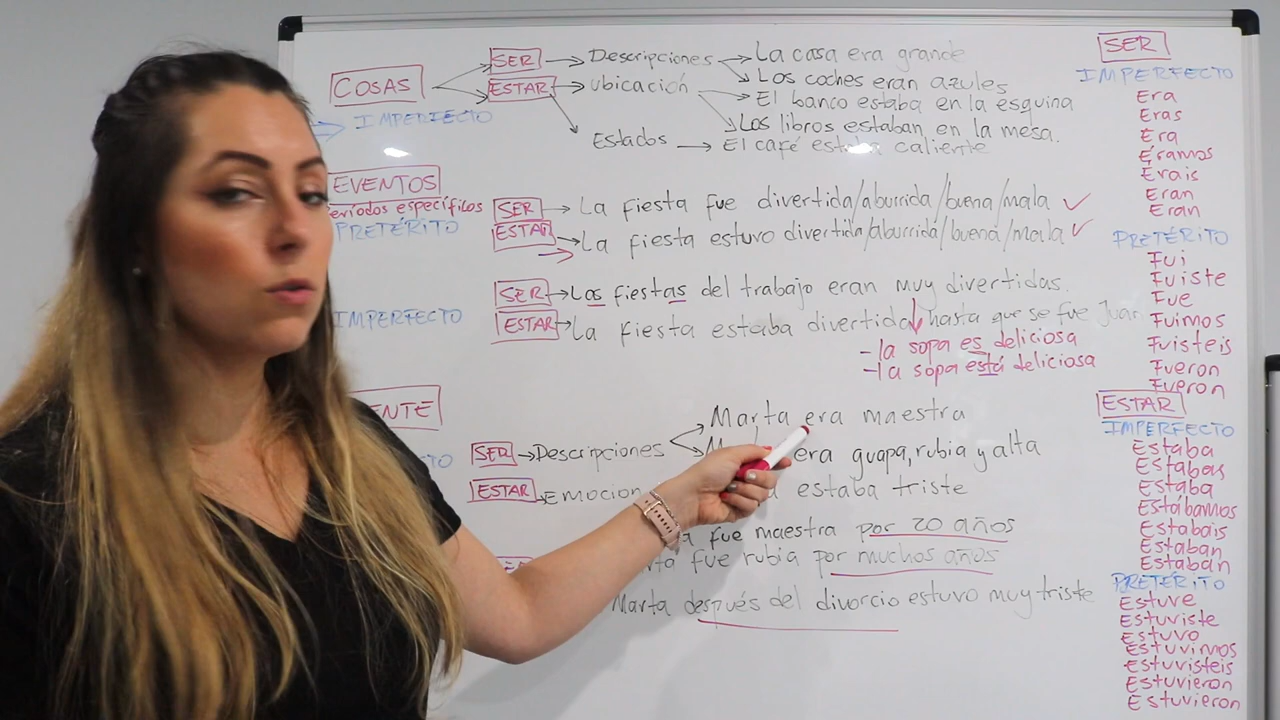 COSAS
SER → Descripciones → La casa era grande
Los coches eran azules
ESTAR → ubicación → El banco estaba en la esquina
Los libros estaban en la mesa.
Estados → El café estaba caliente
IMPERFECTO
EVENTOS
períodos específicos
PRETÉRITO
SER → La fiesta fue divertida/aburrida/buena/mala ✓
ESTAR → La fiesta estuvo divertida/aburrida/buena/mala ✓
IMPERFECTO
SER → Las fiestas del trabajo eran muy divertidas.
ESTAR → La fiesta estaba divertida hasta que se fue Juan
- la sopa es deliciosa
- la sopa está deliciosa
ENTE
TO
SER → Descripciones → Marta era maestra
era guapa, rubia y alta
ESTAR → Emocion
estaba triste
fue maestra por 20 años
fue rubia por muchos años
Marta después del divorcio estuvo muy triste
SER
IMPERFECTO
Era
Eras
Era
Éramos
Erais
Eran
Eran
PRETÉRITO
Fui
Fuiste
Fue
Fuimos
Fuisteis
Fueron
Fueron
ESTAR
IMPERFECTO
Estaba
Estabas
Estaba
Estábamos
Estabais
Estaban
Estaban
PRETÉRITO
Estuve
Estuviste
Estuvo
Estuvimos
Estuvisteis
Estuvieron
Estuvieron